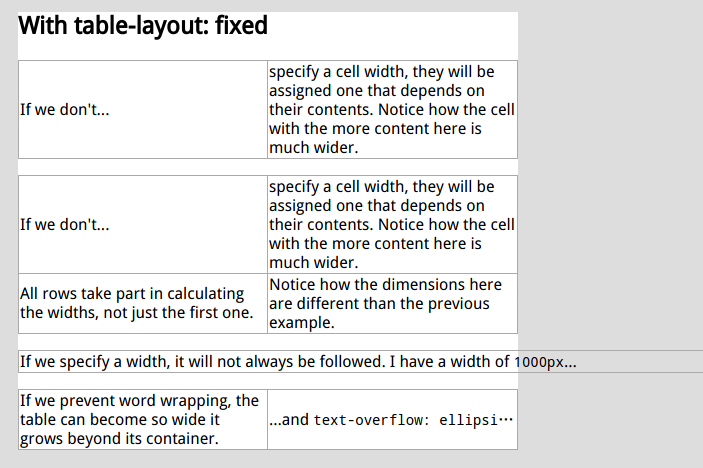 With table-layout: fixed
If we don't...
specify a cell width, they will be
assigned one that depends on
their contents. Notice how the cell
with the more content here is
much wider.
If we don't...
specify a cell width, they will be
assigned one that depends on
their contents. Notice how the cell
with the more content here is
much wider.
All rows take part in calculating
the widths, not just the first one.
Notice how the dimensions here
are different than the previous
example.
If we specify a width, it will not always be followed. I have a width of 1000px...
If we prevent word wrapping, the
table can become so wide it
grows beyond its container.
...and text-overflow: ellipsi…